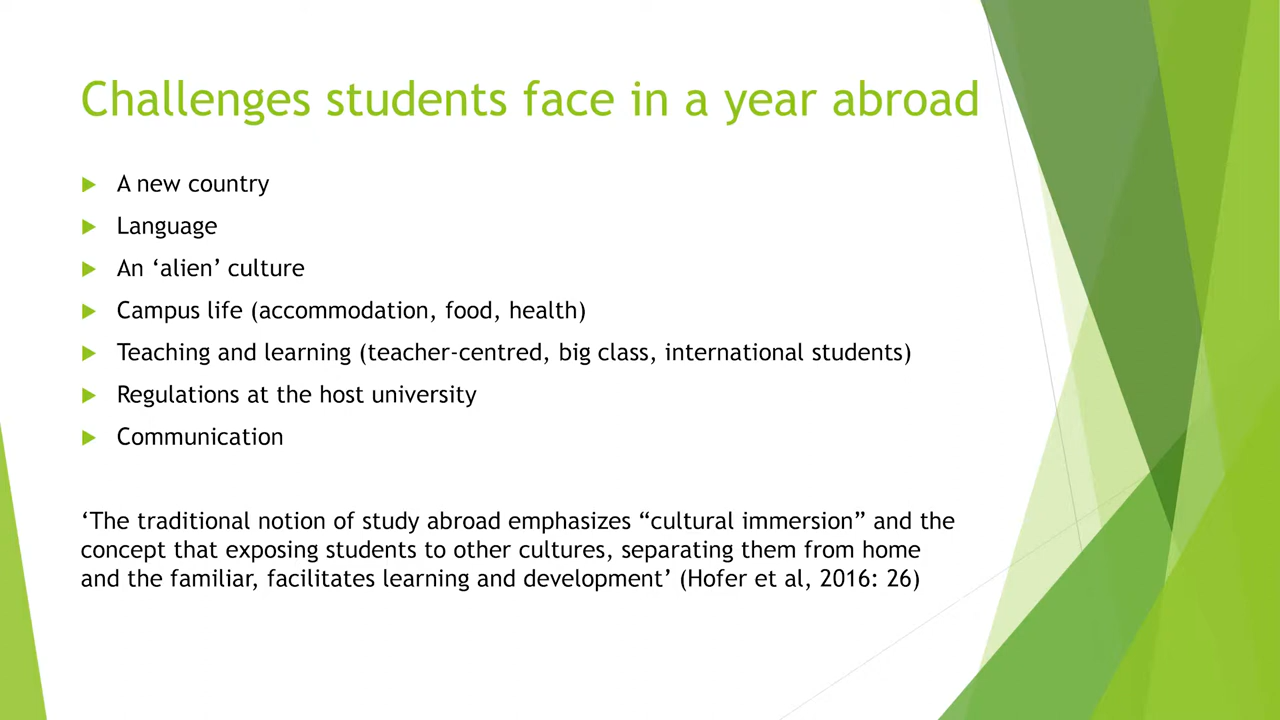 Challenges students face in a year abroad
A new country
Language
An ‘alien’ culture
Campus life (accommodation, food, health)
Teaching and learning (teacher-centred, big class, international students)
Regulations at the host university
Communication
‘The traditional notion of study abroad emphasizes “cultural immersion” and the
concept that exposing students to other cultures, separating them from home
and the familiar, facilitates learning and development’ (Hofer et al, 2016: 26)